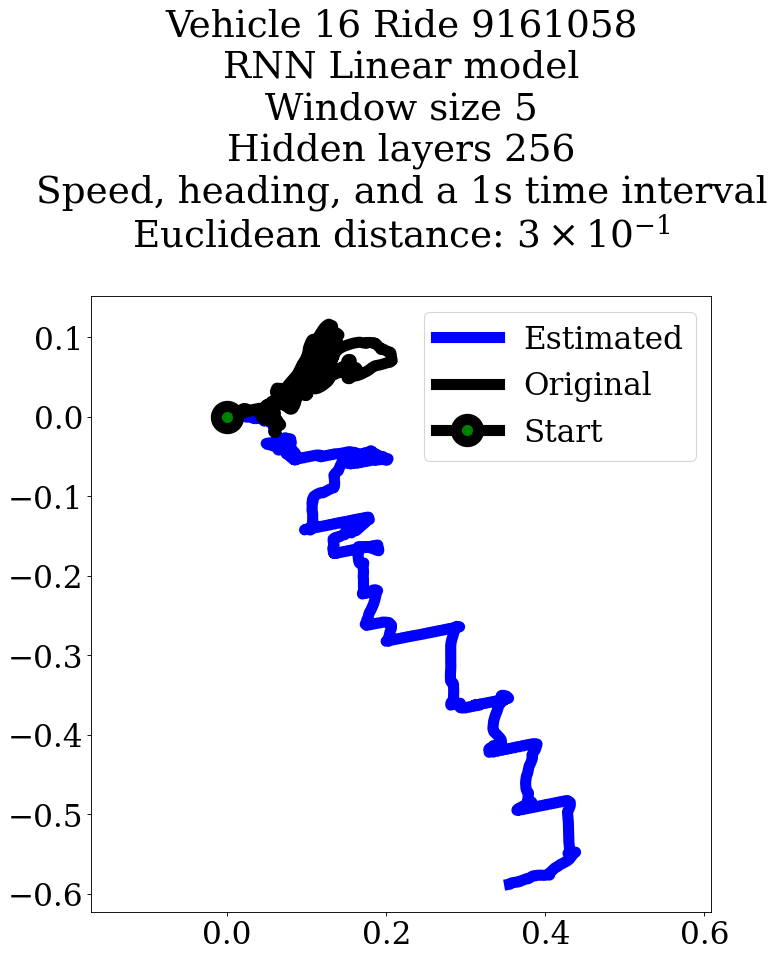 Vehicle 16 Ride 9161058
RNN Linear model
Window size 5
Hidden layers 256
Speed, heading, and a 1s time interval
Euclidean distance: 3 × 10⁻¹
Estimated
Original
Start
0.1
0.0
−0.1
−0.2
−0.3
−0.4
−0.5
−0.6
0.0 0.2 0.4 0.6